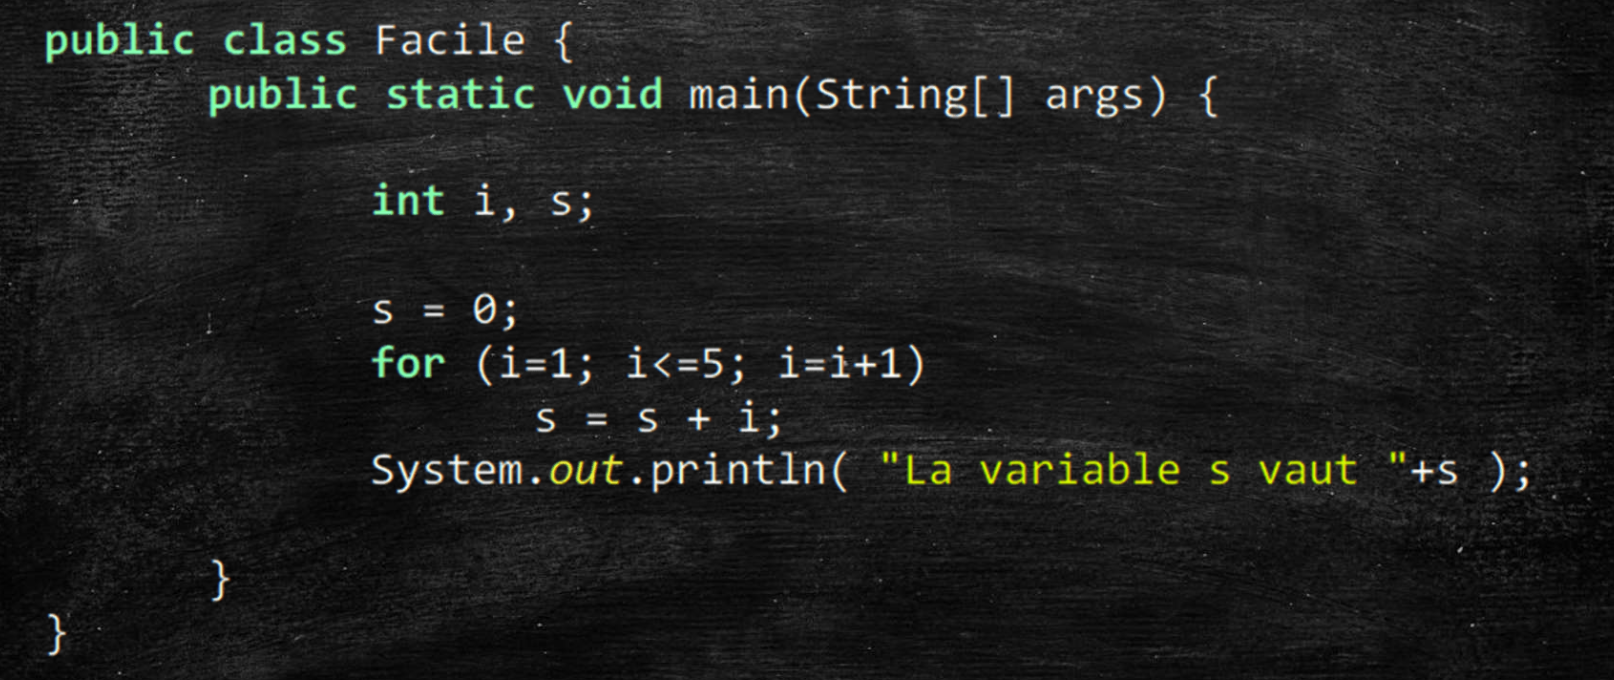 public class Facile {
public static void main(String[] args) {
int i, s;
s = 0;
for (i=1; i<=5; i=i+1)
s = s + i;
System.out.println( "La variable s vaut "+s );
}
}